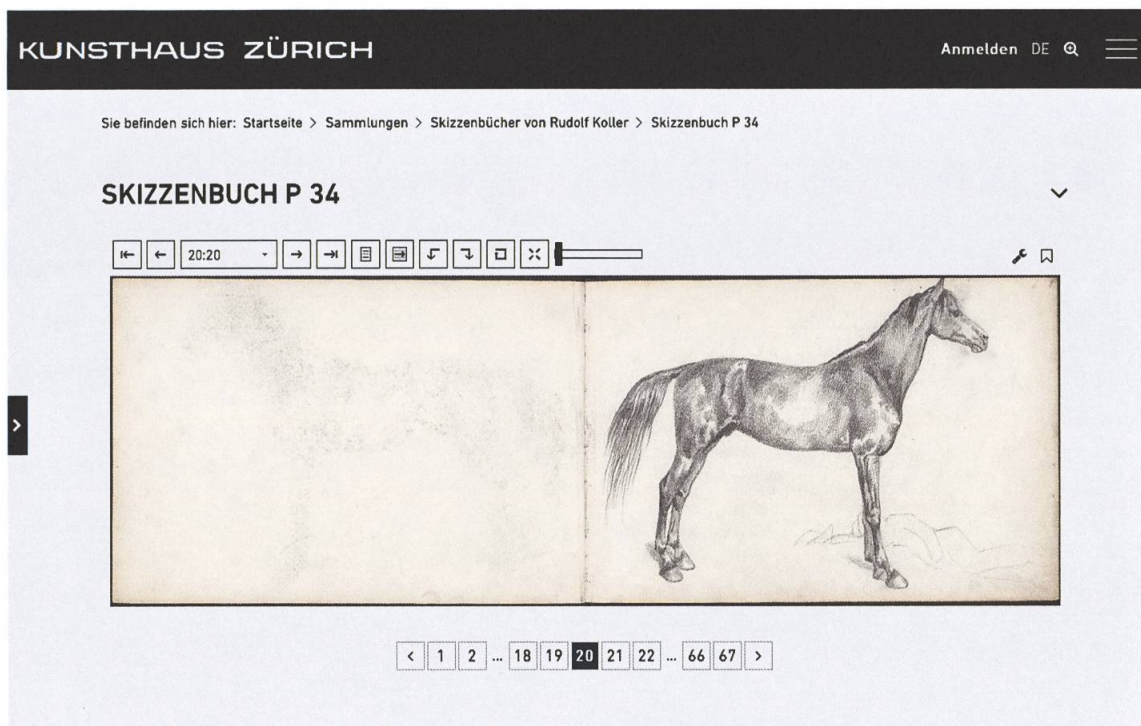 KUNSTHAUS ZÜRICH
Anmelden DE
Sie befinden sich hier: Startseite > Sammlungen > Skizzenbücher von Rudolf Koller > Skizzenbuch P 34
SKIZZENBUCH P 34
20:20
< 1 2 ... 18 19 20 21 22 ... 66 67 >